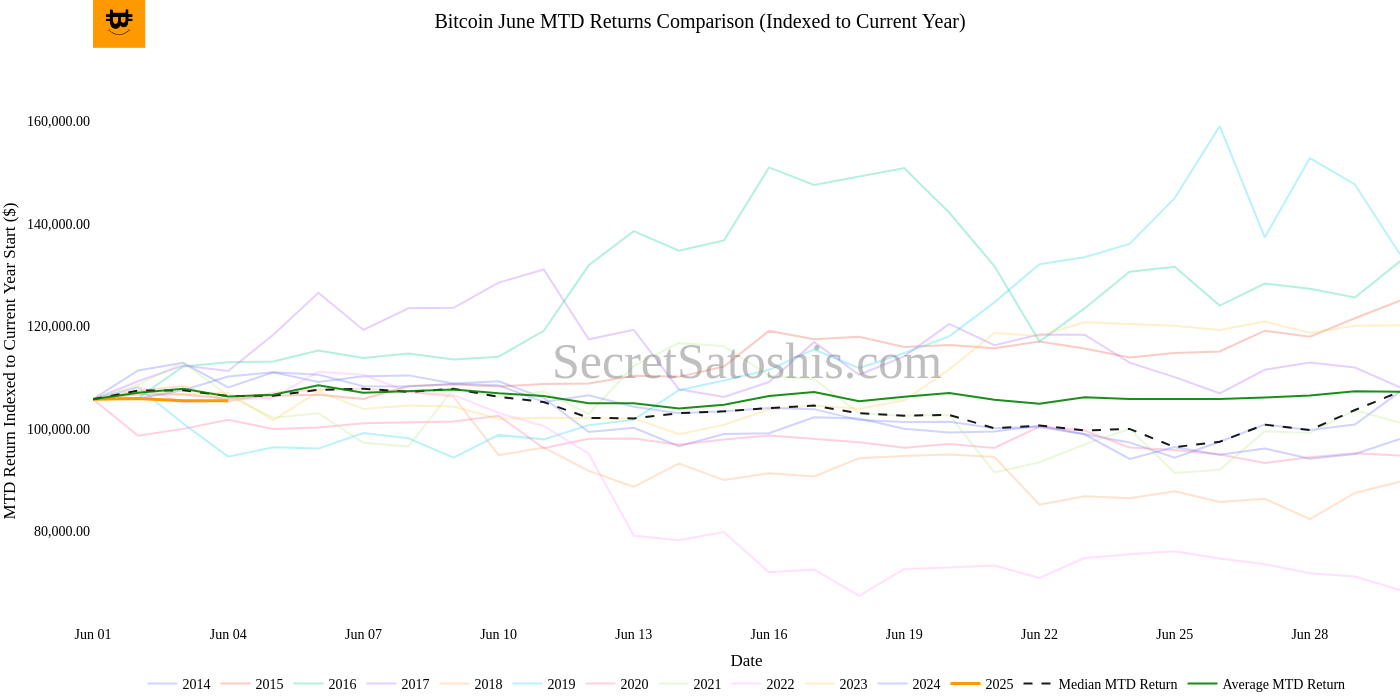 Bitcoin June MTD Returns Comparison (Indexed to Current Year)
MTD Return Indexed to Current Year Start ($)
160,000.00
140,000.00
120,000.00
100,000.00
80,000.00
SecretSatoshis.com
Jun 01 Jun 04 Jun 07 Jun 10 Jun 13 Jun 16 Jun 19 Jun 22 Jun 25 Jun 28
Date
2014 2015 2016 2017 2018 2019 2020 2021 2022 2023 2024 2025 Median MTD Return Average MTD Return